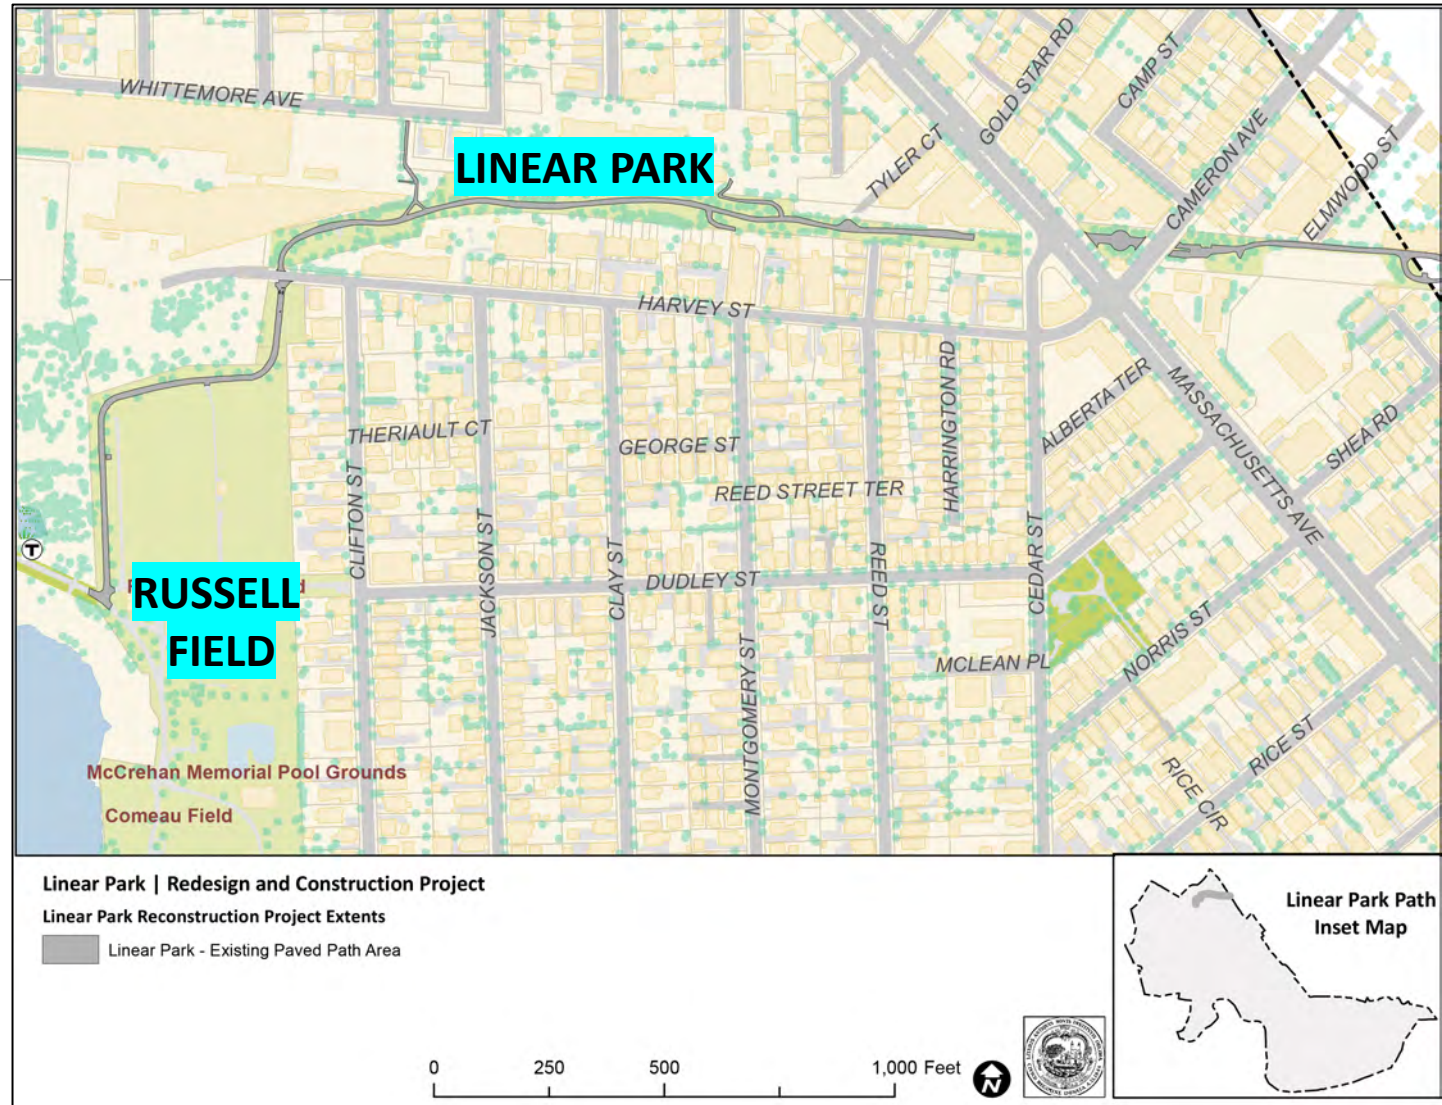 WHITTEMORE AVE
LINEAR PARK
TYLER CT
GOLD STAR RD
CAMP ST
CAMERON AVE
ELMWOOD ST
HARVEY ST
THERIAULT CT
GEORGE ST
REED STREET TER
HARRINGTON RD
ALBERTA TER
MASSACHUSETTS AVE
SHEA RD
CLIFTON ST
JACKSON ST
CLAY ST
DUDLEY ST
REED ST
CEDAR ST
T
RUSSELL
FIELD
MCLEAN PL
NORRIS ST
MONTGOMERY ST
RICE ST
RICE CIR
McCrehan Memorial Pool Grounds
Comeau Field
Linear Park | Redesign and Construction Project
Linear Park Reconstruction Project Extents
Linear Park - Existing Paved Path Area
Linear Park Path
Inset Map
0 250 500 1,000 Feet
N